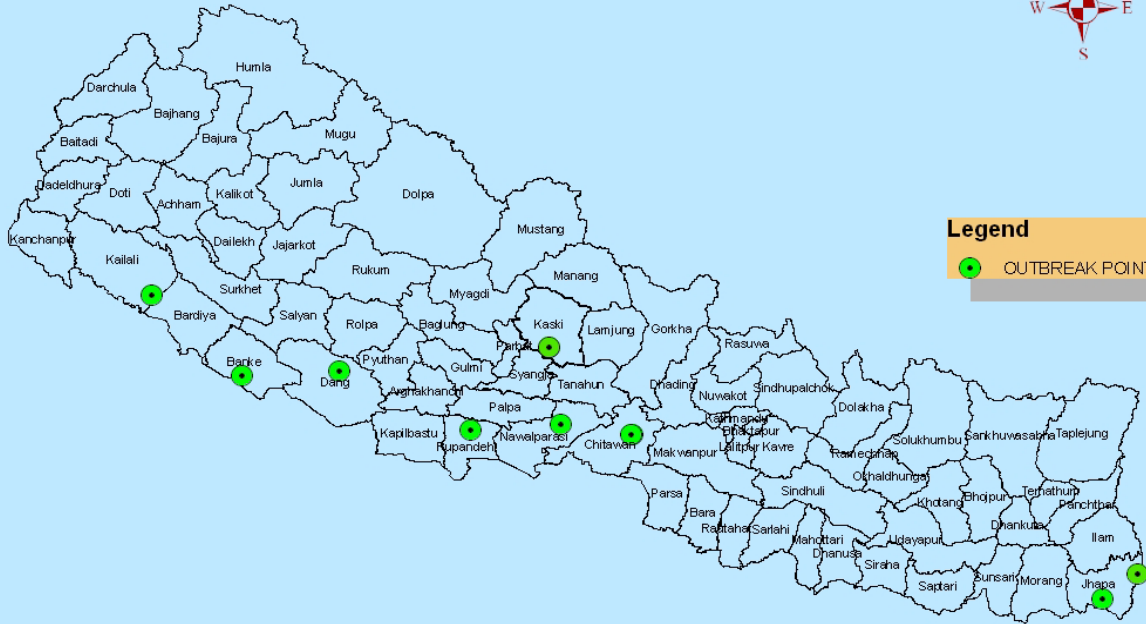 W E
S
Humla
Darchula
Bajhang
Mugu
Baitadi
Bajura
Jumla
Dadeldhura
Doti
Kalikot
Dolpa
Achham
Mustang
Kanchanpur
Dailekh
Jajarkot
Legend
Kailali
Rukum
Manang
OUTBREAK POINT
Surkhet
Myagdi
Bardiya
Salyan
Rolpa
Baglung
Kaski
Lamjung
Gorkha
Rasuwa
Parbat
Banke
Pyuthan
Gulmi
Syangja
Dang
Tanahun
Dhading
Sindhupalchok
Arghakhanchi
Nuwakot
Palpa
Dolakha
Kathmandu
Taplejung
Kapilbastu
Rupandehi
Nawalparasi
Bhaktapur
Solukhumbu
Sankhuwasabha
Chitawan
Makwanpur
Lalitpur
Kavre
Ramechhap
Okhaldhunga
Parsa
Sindhuli
Terhathum
Khotang
Bhojpur
Panchthar
Bara
Dhankuta
Rautahat
Sarlahi
Mahottari
Udayapur
Ilam
Dhanusa
Siraha
Saptari
Sunsari
Morang
Jhapa